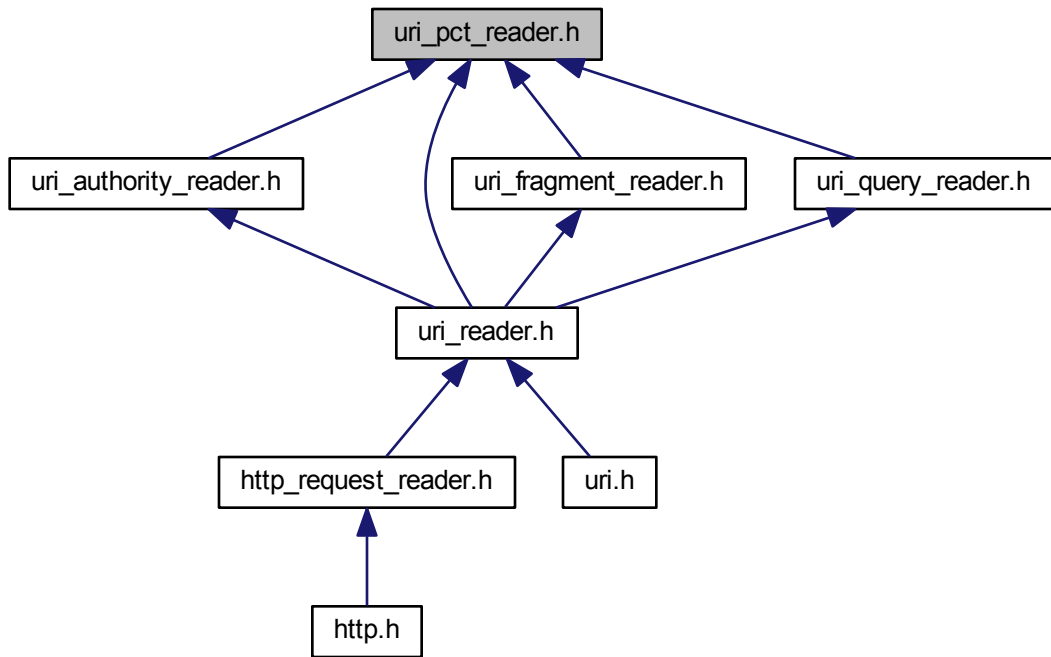 uri_pct_reader.h
uri_authority_reader.h
uri_fragment_reader.h
uri_query_reader.h
uri_reader.h
http_request_reader.h
uri.h
http.h